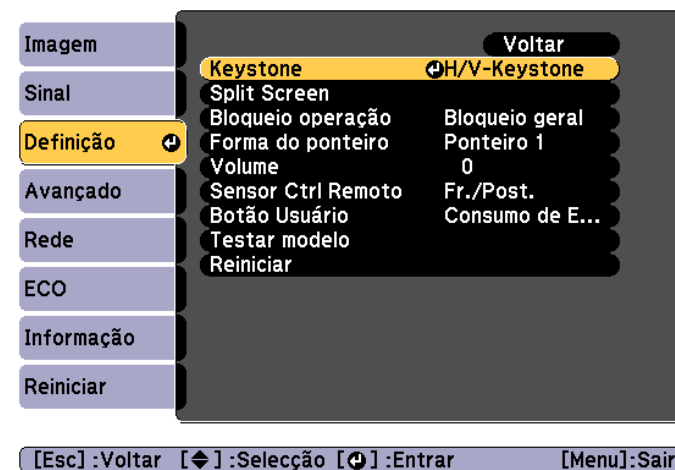 Imagem
Sinal
Definição
Avançado
Rede
ECO
Informação
Reiniciar
Voltar
Keystone H/V-Keystone
Split Screen
Bloqueio operação Bloqueio geral
Forma do ponteiro Ponteiro 1
Volume 0
Sensor Ctrl Remoto Fr./Post.
Botão Usuário Consumo de E...
Testar modelo
Reiniciar
[Esc] :Voltar [◆] :Selecção [↵] :Entrar [Menu]:Sair